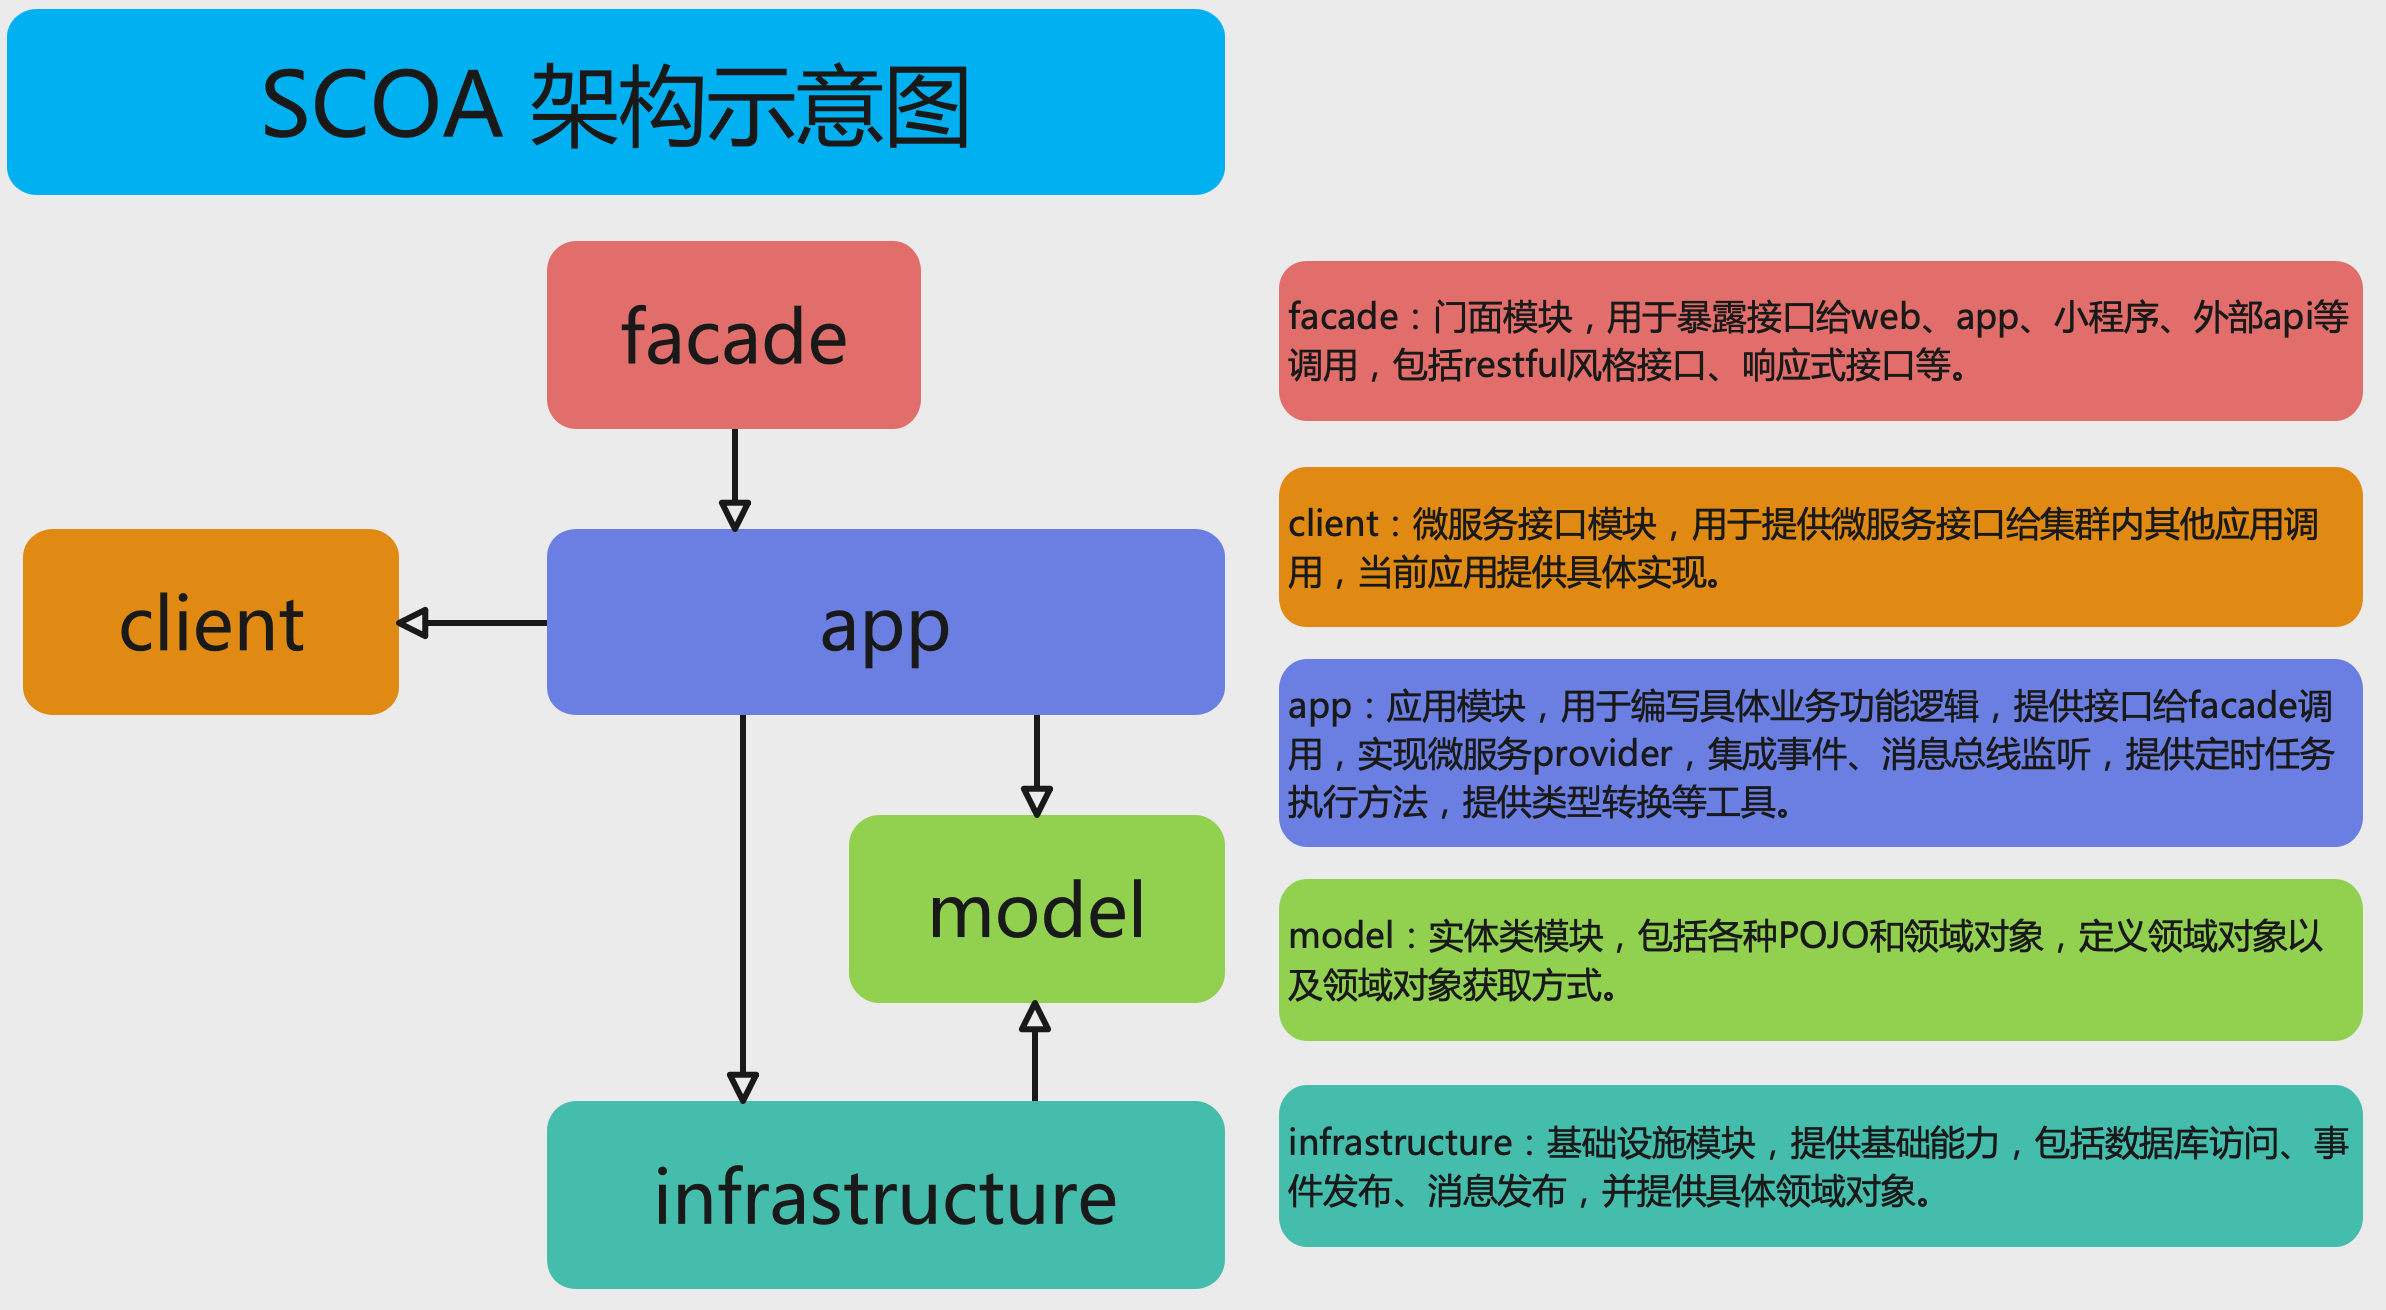 SCOA 架构示意图
facade
client
app
model
infrastructure
facade：门面模块，用于暴露接口给web、app、小程序、外部api等
调用，包括restful风格接口、响应式接口等。
client：微服务接口模块，用于提供微服务接口给集群内其他应用调
用，当前应用提供具体实现。
app：应用模块，用于编写具体业务功能逻辑，提供接口给facade调
用，实现微服务provider，集成事件、消息总线监听，提供定时任务
执行方法，提供类型转换等工具。
model：实体类模块，包括各种POJO和领域对象，定义领域对象以
及领域对象获取方式。
infrastructure：基础设施模块，提供基础能力，包括数据库访问、事
件发布、消息发布，并提供具体领域对象。